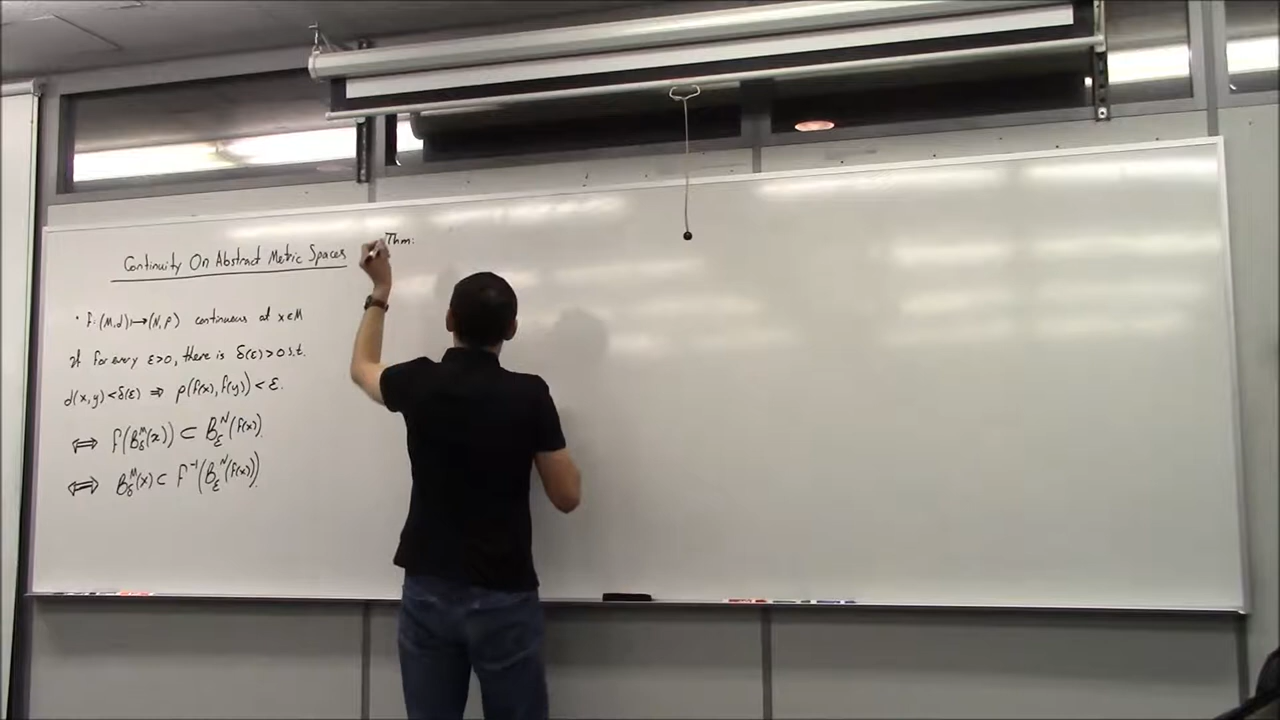 Continuity On Abstract Metric Spaces
• f: (M,d) ↦ (N,ρ) continuous at x∈M
if for every ε>0, there is δ(ε)>0 s.t.
d(x,y)<δ(ε) ⇒ ρ(f(x),f(y))<ε.
⟺ f(B_δ^M(x)) ⊂ B_ε^N(f(x)).
⟺ B_δ^M(x) ⊂ f^{-1}(B_ε^N(f(x))).
Thm: